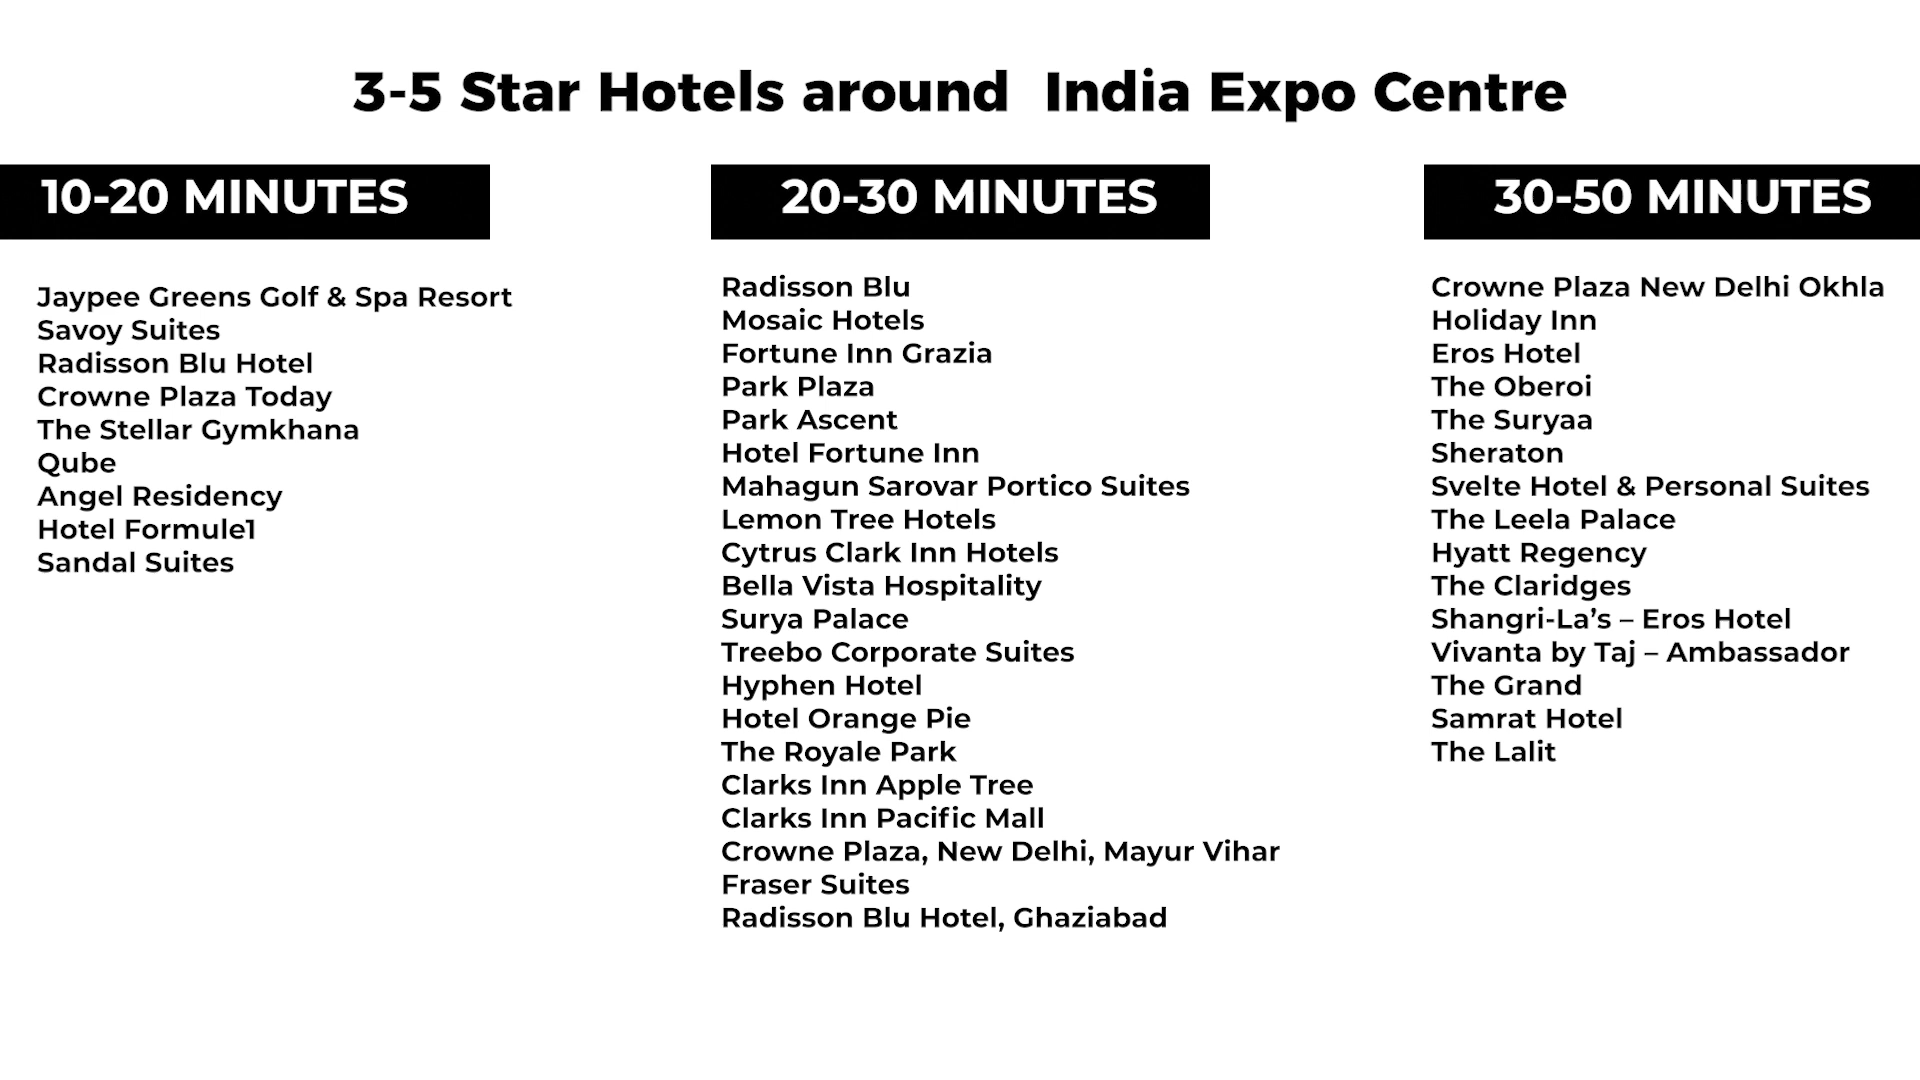 3-5 Star Hotels around India Expo Centre
10-20 MINUTES
Jaypee Greens Golf & Spa Resort
Savoy Suites
Radisson Blu Hotel
Crowne Plaza Today
The Stellar Gymkhana
Qube
Angel Residency
Hotel Formule1
Sandal Suites
20-30 MINUTES
Radisson Blu
Mosaic Hotels
Fortune Inn Grazia
Park Plaza
Park Ascent
Hotel Fortune Inn
Mahagun Sarovar Portico Suites
Lemon Tree Hotels
Cytrus Clark Inn Hotels
Bella Vista Hospitality
Surya Palace
Treebo Corporate Suites
Hyphen Hotel
Hotel Orange Pie
The Royale Park
Clarks Inn Apple Tree
Clarks Inn Pacific Mall
Crowne Plaza, New Delhi, Mayur Vihar
Fraser Suites
Radisson Blu Hotel, Ghaziabad
30-50 MINUTES
Crowne Plaza New Delhi Okhla
Holiday Inn
Eros Hotel
The Oberoi
The Suryaa
Sheraton
Svelte Hotel & Personal Suites
The Leela Palace
Hyatt Regency
The Claridges
Shangri-La’s – Eros Hotel
Vivanta by Taj – Ambassador
The Grand
Samrat Hotel
The Lalit